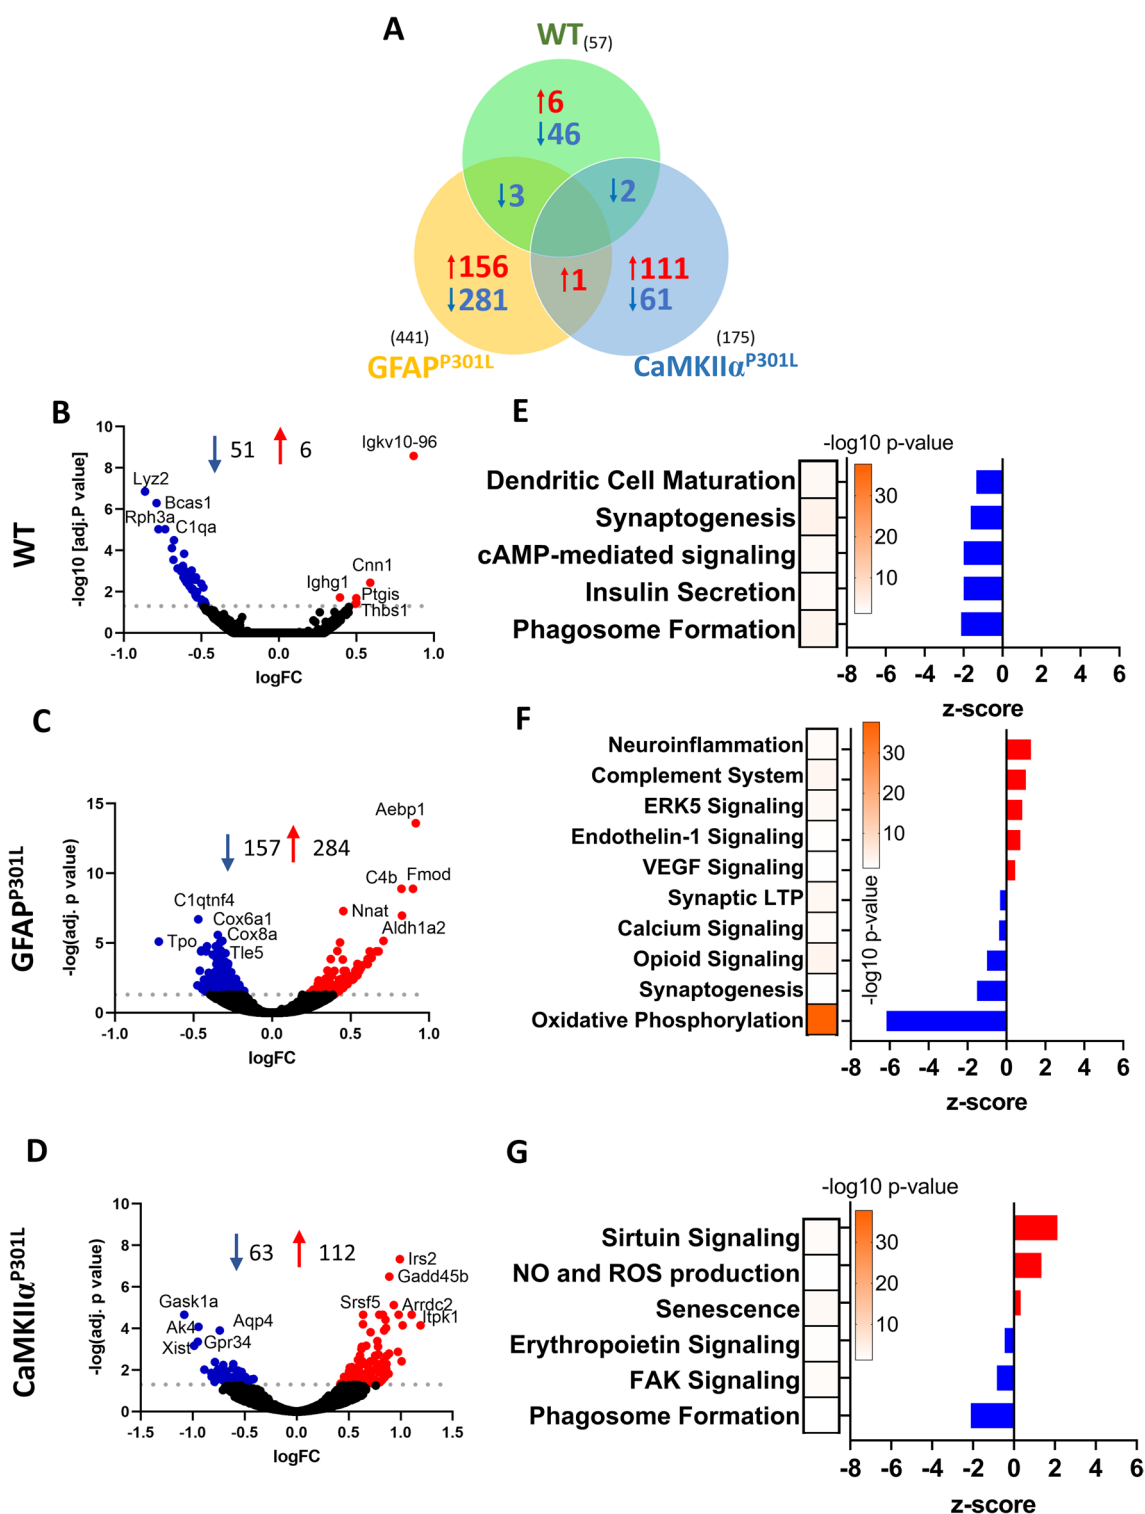 A
WT(57)
↑6
↓46
↓3
↓2
↑156
↓281
↑1
↑111
↓61
(441)
(175)
GFAPP301L
CaMKIIαP301L
B
WT
-log10 [adj.P value]
10
8
6
4
2
0
↓ 51 ↑ 6
Igkv10-96
Lyz2
Bcas1
Rph3a
C1qa
Cnn1
Ighg1
Ptgis
Thbs1
-1.0 -0.5 0.0 0.5 1.0
logFC
E
-log10 p-value
30
20
10
Dendritic Cell Maturation
Synaptogenesis
cAMP-mediated signaling
Insulin Secretion
Phagosome Formation
-8 -6 -4 -2 0 2 4 6
z-score
C
GFAPP301L
-log(adj. p value)
15
10
5
0
↓ 157 ↑ 284
Aebp1
C4b
Fmod
C1qtnf4
Nnat
Cox6a1
Aldh1a2
Cox8a
Tpo
Tle5
-1.0 -0.5 0.0 0.5 1.0
logFC
F
30
20
10
-log10 p-value
Neuroinflammation
Complement System
ERK5 Signaling
Endothelin-1 Signaling
VEGF Signaling
Synaptic LTP
Calcium Signaling
Opioid Signaling
Synaptogenesis
Oxidative Phosphorylation
-8 -6 -4 -2 0 2 4 6
z-score
D
CaMKIIαP301L
-log(adj. p value)
10
8
6
4
2
0
↓ 63 ↑ 112
Irs2
Gadd45b
Gask1a
Srsf5
Arrdc2
Ak4
Aqp4
Itpk1
Xist
Gpr34
-1.5 -1.0 -0.5 0.0 0.5 1.0 1.5
logFC
G
-log10 p-value
30
20
10
Sirtuin Signaling
NO and ROS production
Senescence
Erythropoietin Signaling
FAK Signaling
Phagosome Formation
-8 -6 -4 -2 0 2 4 6
z-score